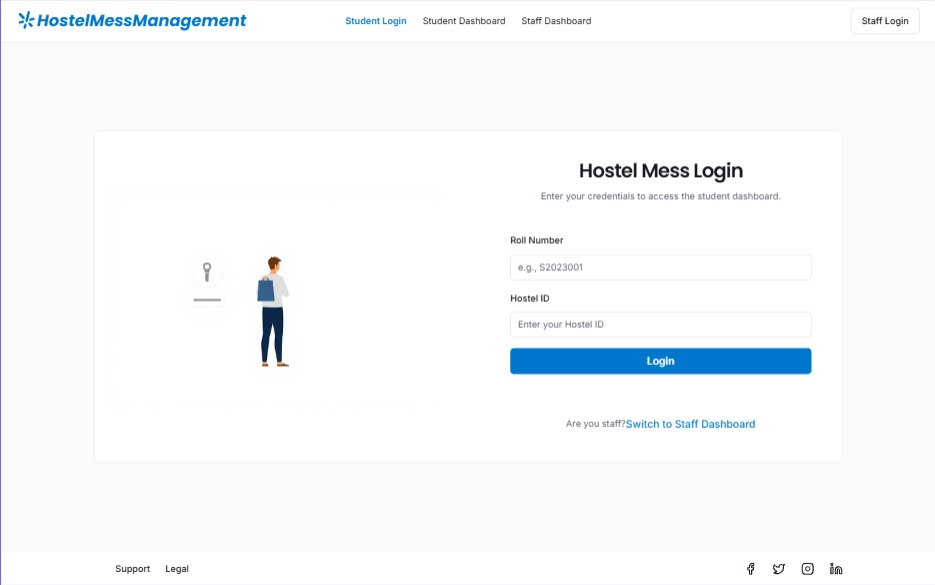 HostelMessManagement
Student Login Student Dashboard Staff Dashboard
Staff Login
Hostel Mess Login
Enter your credentials to access the student dashboard.
Roll Number
e.g., S2023001
Hostel ID
Enter your Hostel ID
Login
Are you staff?Switch to Staff Dashboard
Support Legal